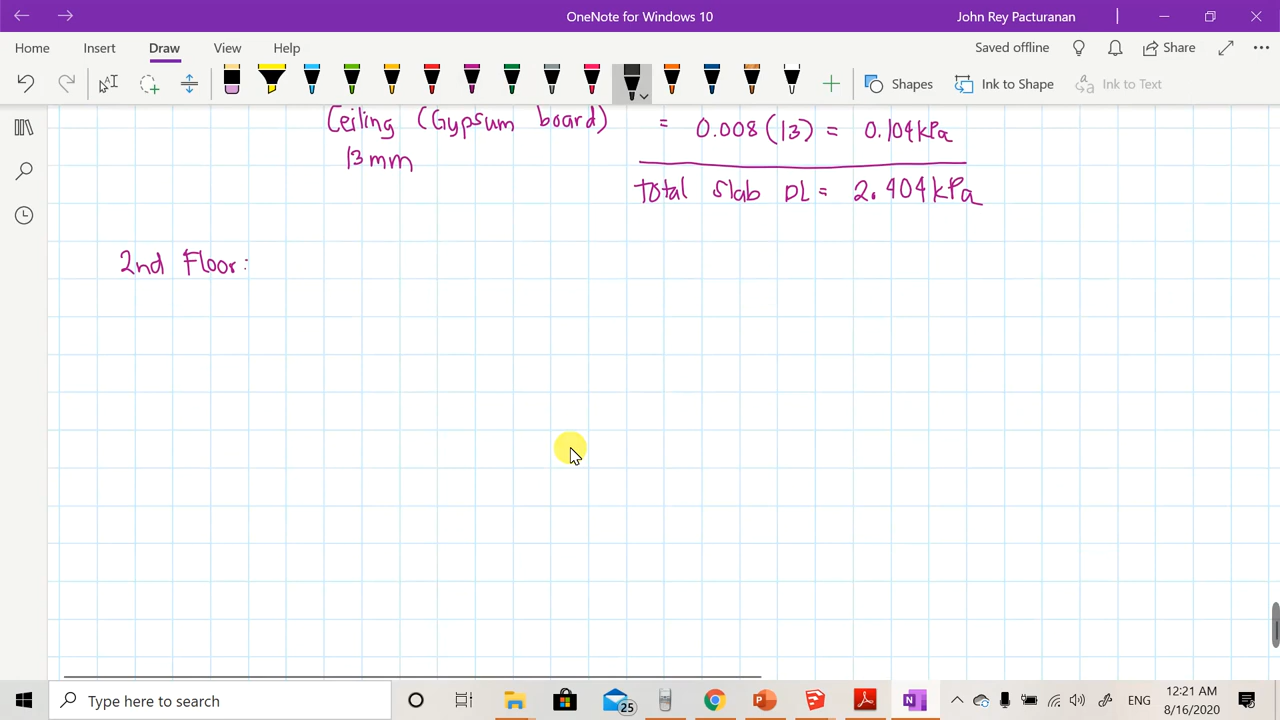 OneNote for Windows 10
John Rey Pacturanan
Home Insert Draw View Help
Saved offline
Share
Shapes
Ink to Shape
Ink to Text
Ceiling (Gypsum board) = 0.008 (13) = 0.104 kPa
13 mm
Total Slab DL = 2.404 kPa
2nd Floor:
Type here to search
25
ENG
12:21 AM
8/16/2020